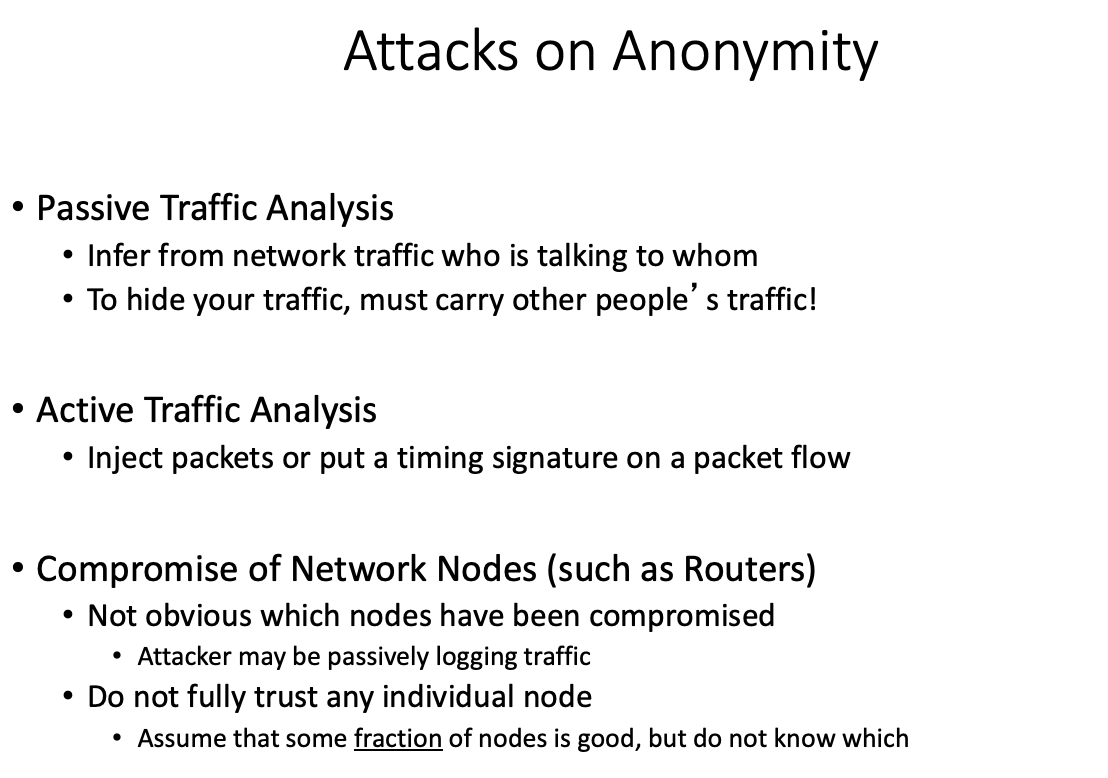 Attacks on Anonymity
• Passive Traffic Analysis
• Infer from network traffic who is talking to whom
• To hide your traffic, must carry other people’s traffic!
• Active Traffic Analysis
• Inject packets or put a timing signature on a packet flow
• Compromise of Network Nodes (such as Routers)
• Not obvious which nodes have been compromised
• Attacker may be passively logging traffic
• Do not fully trust any individual node
• Assume that some fraction of nodes is good, but do not know which